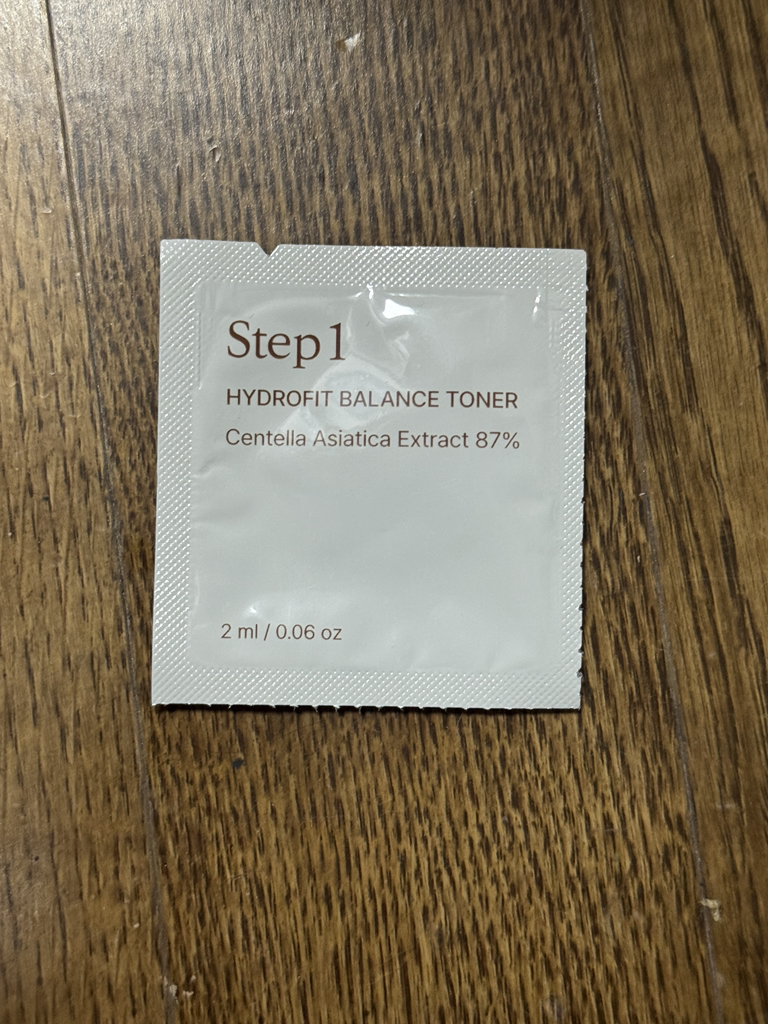 Step 1
HYDROFIT BALANCE TONER
Centella Asiatica Extract 87%
2 ml / 0.06 oz